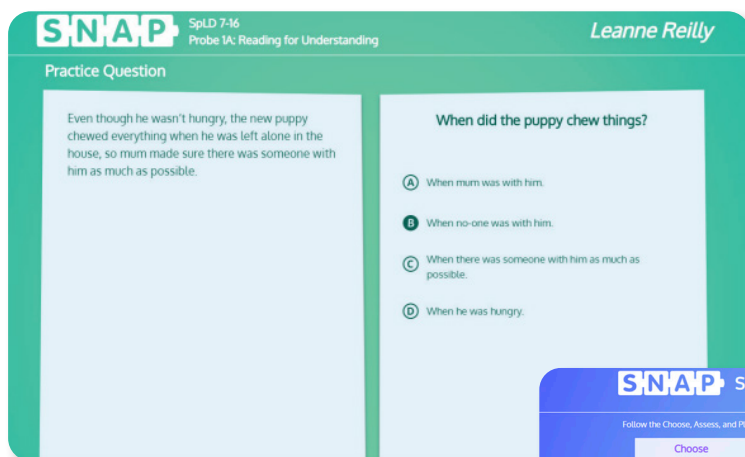 SNAP
SpLD 7-16
Probe 1A: Reading for Understanding
Leanne Reilly
Practice Question
Even though he wasn't hungry, the new puppy
chewed everything when he was left alone in the
house, so mum made sure there was someone with
him as much as possible.
When did the puppy chew things?
A When mum was with him.
B When no-one was with him.
C When there was someone with him as much as
possible.
D When he was hungry.
SNAP
Follow the Choose, Assess, and
Choose